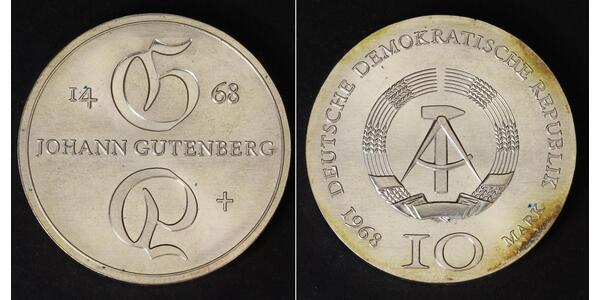 G
14 68
JOHANN GUTENBERG
DEUTSCHE DEMOKRATISCHE REPUBLIK
1968 10 MARK